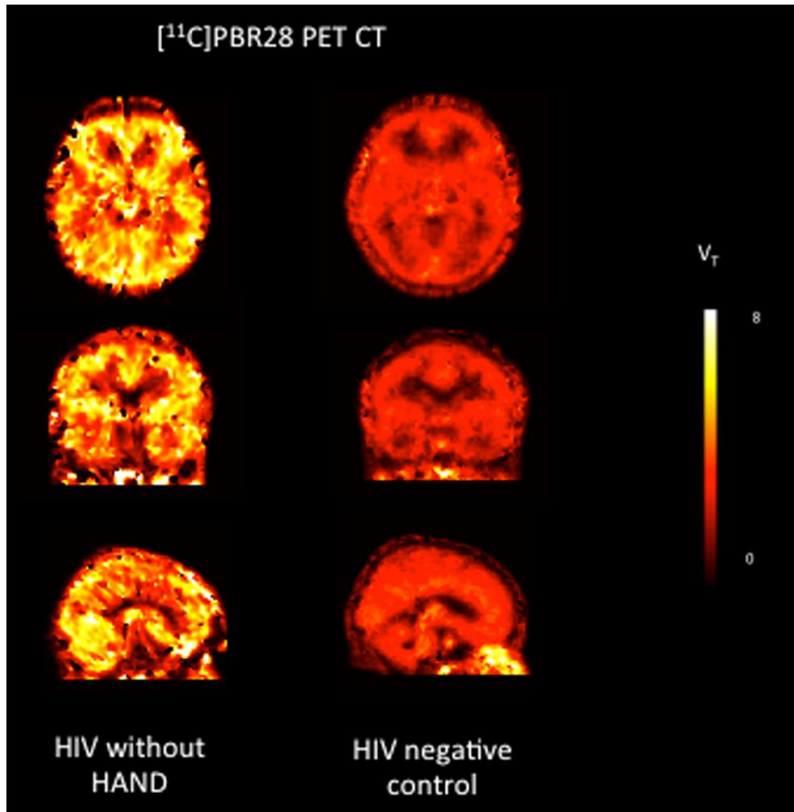 [¹¹C]PBR28 PET CT
V_T
8
0
HIV without
HAND
HIV negative
control